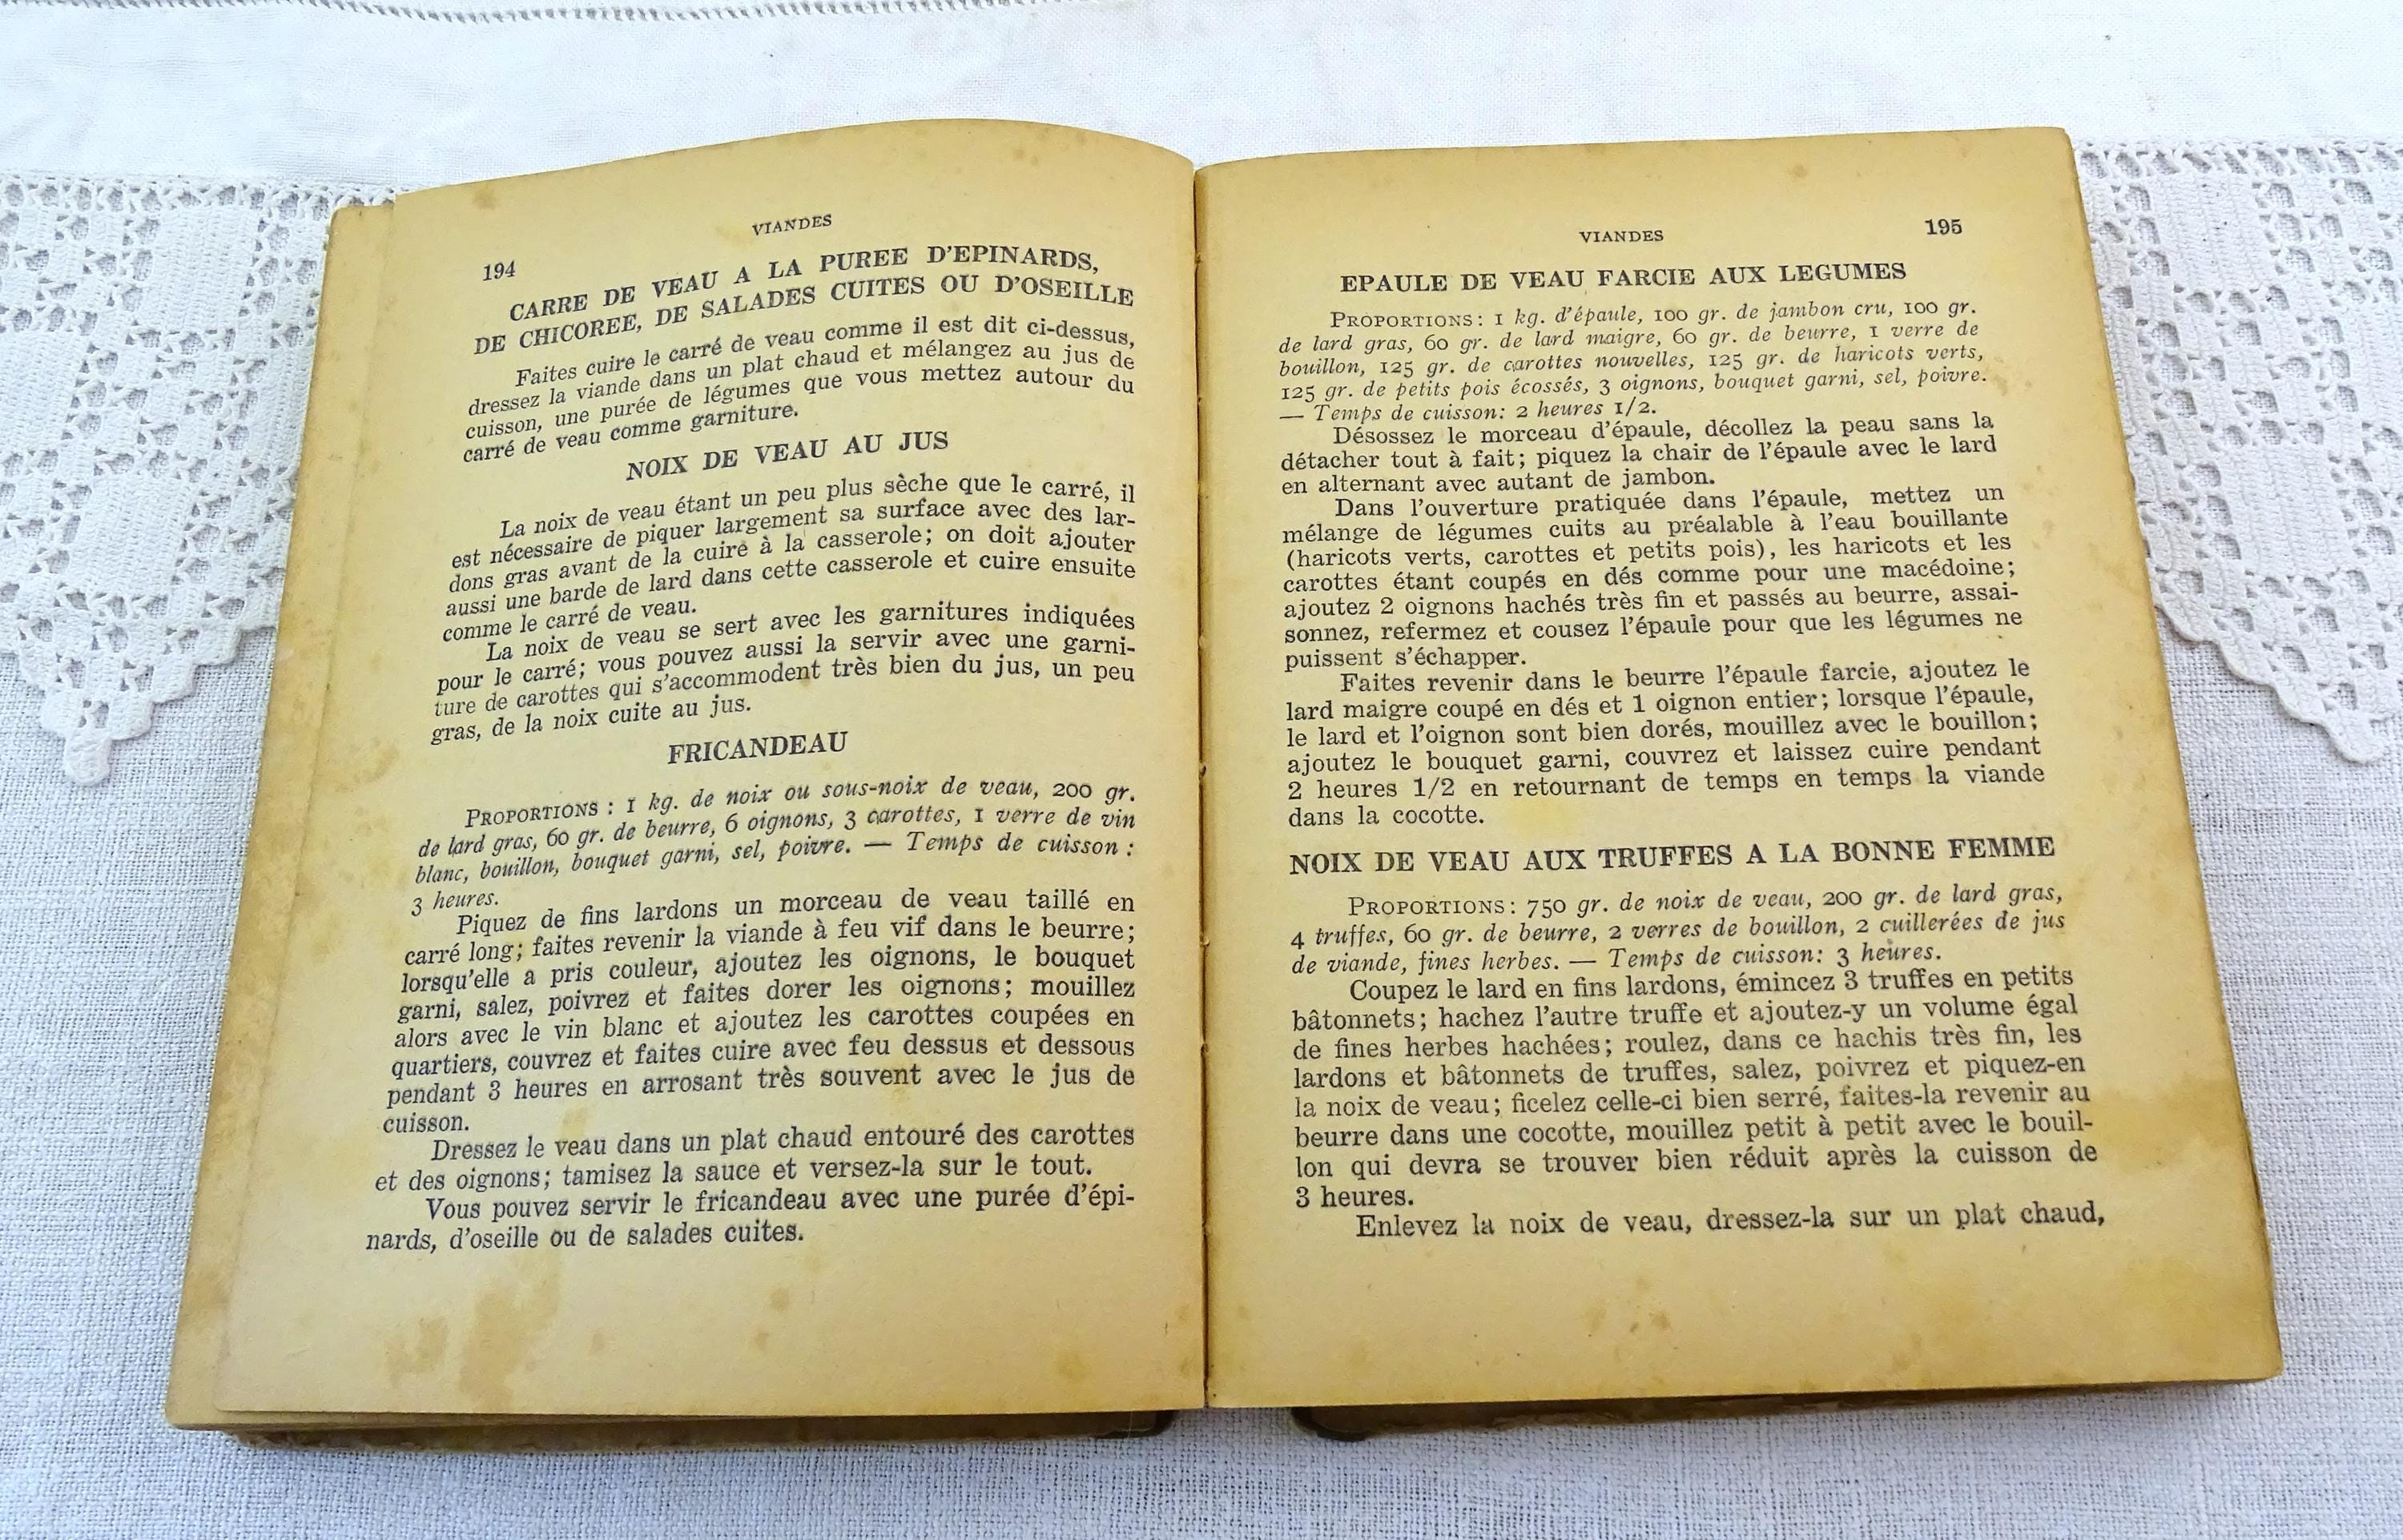 VIANDES
194
CARRE DE VEAU A LA PUREE D'EPINARDS,
DE CHICOREE, DE SALADES CUITES OU D'OSEILLE
Faites cuire le carré de veau comme il est dit ci-dessus,
dressez la viande dans un plat chaud et mélangez au jus de
cuisson, une purée de légumes que vous mettez autour du
carré de veau comme garniture.
NOIX DE VEAU AU JUS
La noix de veau étant un peu plus sèche que le carré, il
est nécessaire de piquer largement sa surface avec des lar-
dons gras avant de la cuire à la casserole; on doit ajouter
aussi une barde de lard dans cette casserole et cuire ensuite
comme le carré de veau.
La noix de veau se sert avec les garnitures indiquées
pour le carré; vous pouvez aussi la servir avec une garni-
ture de carottes qui s'accommodent très bien du jus, un peu
gras, de la noix cuite au jus.
FRICANDEAU
PROPORTIONS : 1 kg. de noix ou sous-noix de veau, 200 gr.
de lard gras, 60 gr. de beurre, 6 oignons, 3 carottes, 1 verre de vin
blanc, bouillon, bouquet garni, sel, poivre. — Temps de cuisson :
3 heures.
Piquez de fins lardons un morceau de veau taillé en
carré long; faites revenir la viande à feu vif dans le beurre;
lorsqu'elle a pris couleur, ajoutez les oignons, le bouquet
garni, salez, poivrez et faites dorer les oignons; mouillez
alors avec le vin blanc et ajoutez les carottes coupées en
quartiers, couvrez et faites cuire avec feu dessus et dessous
pendant 3 heures en arrosant très souvent avec le jus de
cuisson.
Dressez le veau dans un plat chaud entouré des carottes
et des oignons; tamisez la sauce et versez-la sur le tout.
Vous pouvez servir le fricandeau avec une purée d'épi-
nards, d'oseille ou de salades cuites.
VIANDES 195
EPAULE DE VEAU FARCIE AUX LEGUMES
PROPORTIONS: 1 kg. d'épaule, 100 gr. de jambon cru, 100 gr.
de lard gras, 60 gr. de lard maigre, 60 gr. de beurre, 1 verre de
bouillon, 125 gr. de carottes nouvelles, 125 gr. de haricots verts,
125 gr. de petits pois écossés, 3 oignons, bouquet garni, sel, poivre.
— Temps de cuisson: 2 heures 1/2.
Désossez le morceau d'épaule, décollez la peau sans la
détacher tout à fait; piquez la chair de l'épaule avec le lard
en alternant avec autant de jambon.
Dans l'ouverture pratiquée dans l'épaule, mettez un
mélange de légumes cuits au préalable à l'eau bouillante
(haricots verts, carottes et petits pois), les haricots et les
carottes étant coupés en dés comme pour une macédoine;
ajoutez 2 oignons hachés très fin et passés au beurre, assai-
sonnez, refermez et cousez l'épaule pour que les légumes ne
puissent s'échapper.
Faites revenir dans le beurre l'épaule farcie, ajoutez le
lard maigre coupé en dés et 1 oignon entier; lorsque l'épaule,
le lard et l'oignon sont bien dorés, mouillez avec le bouillon;
ajoutez le bouquet garni, couvrez et laissez cuire pendant
2 heures 1/2 en retournant de temps en temps la viande
dans la cocotte.
NOIX DE VEAU AUX TRUFFES A LA BONNE FEMME
PROPORTIONS: 750 gr. de noix de veau, 200 gr. de lard gras,
4 truffes, 60 gr. de beurre, 2 verres de bouillon, 2 cuillerées de jus
de viande, fines herbes. — Temps de cuisson: 3 heures.
Coupez le lard en fins lardons, émincez 3 truffes en petits
bâtonnets; hachez l'autre truffe et ajoutez-y un volume égal
de fines herbes hachées; roulez, dans ce hachis très fin, les
lardons et bâtonnets de truffes, salez, poivrez et piquez-en
la noix de veau; ficelez celle-ci bien serré, faites-la revenir au
beurre dans une cocotte, mouillez petit à petit avec le bouil-
lon qui devra se trouver bien réduit après la cuisson de
3 heures.
Enlevez la noix de veau, dressez-la sur un plat chaud,